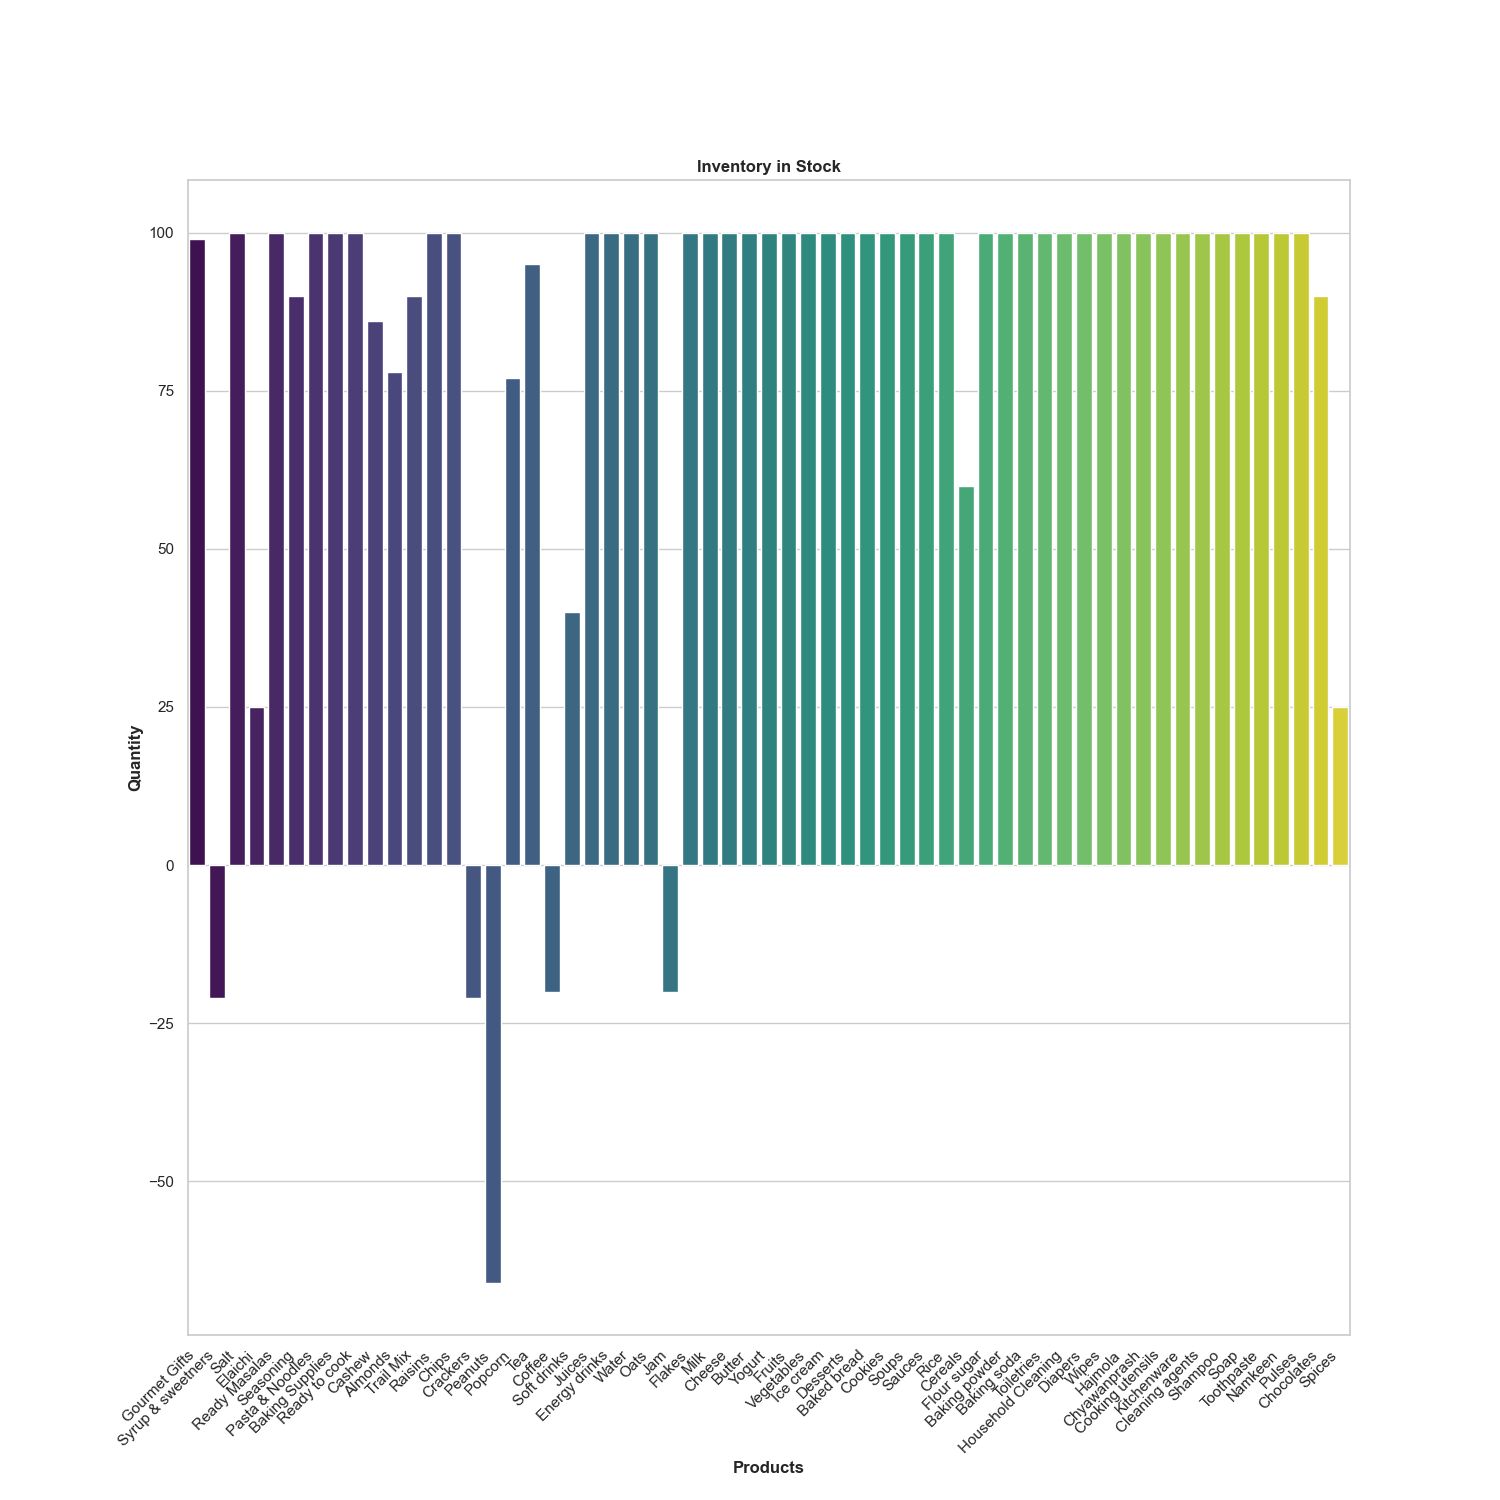 Inventory in Stock
100
75
50
25
0
−25
−50
Quantity
Gourmet Gifts
Syrup & sweetners
Salt
Elaichi
Ready Masalas
Seasoning
Pasta & Noodles
Baking Supplies
Ready to cook
Cashew
Almonds
Trail Mix
Raisins
Chips
Crackers
Peanuts
Popcorn
Tea
Coffee
Soft drinks
Juices
Energy drinks
Water
Oats
Jam
Flakes
Milk
Cheese
Butter
Yogurt
Fruits
Vegetables
Ice cream
Desserts
Baked bread
Cookies
Soups
Sauces
Rice
Cereals
Flour sugar
Baking powder
Baking soda
Toiletries
Household Cleaning
Diapers
Wipes
Hajmola
Chyawanprash
Cooking utensils
Kitchenware
Cleaning agents
Shampoo
Soap
Toothpaste
Namkeen
Pulses
Chocolates
Spices
Products